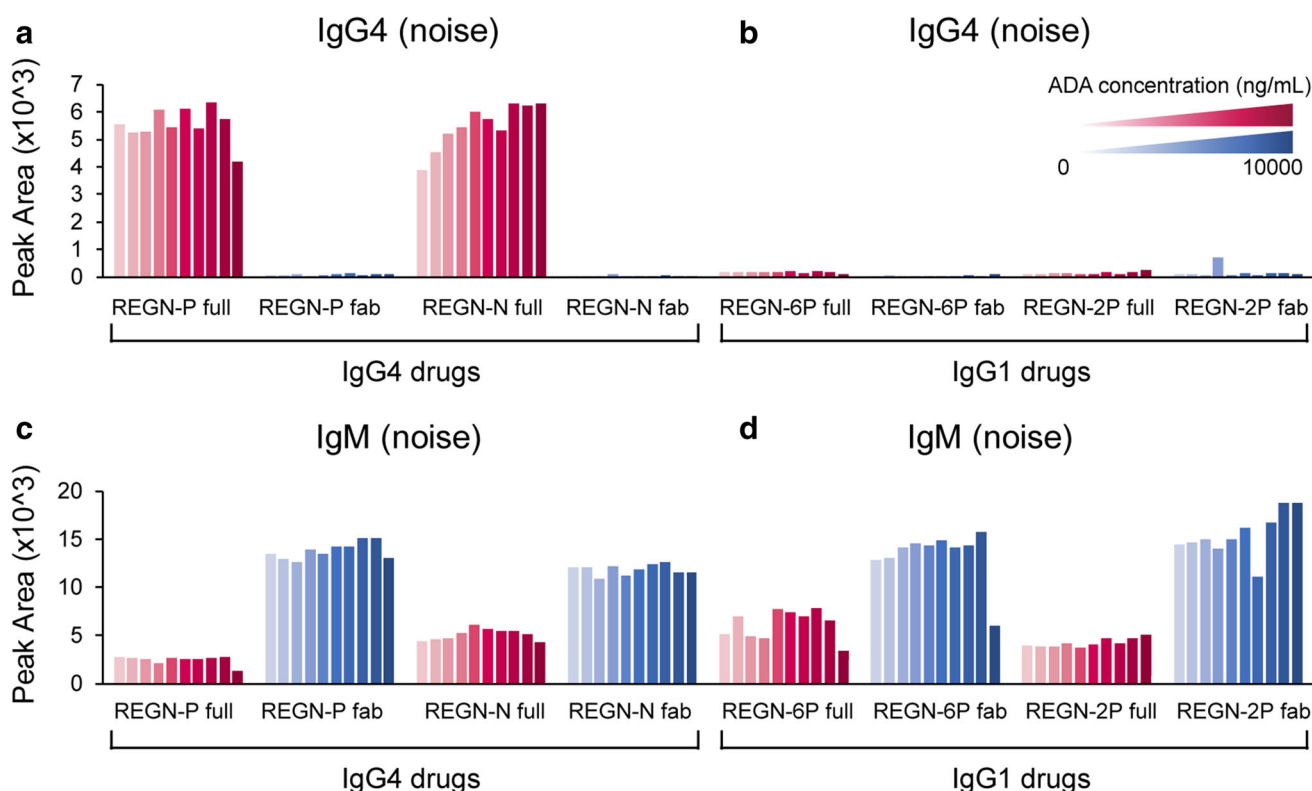 a
IgG4 (noise)
Peak Area (x10^3)
7
6
5
4
3
2
1
0
REGN-P full
REGN-P fab
REGN-N full
REGN-N fab
IgG4 drugs
b
IgG4 (noise)
ADA concentration (ng/mL)
0
10000
REGN-6P full
REGN-6P fab
REGN-2P full
REGN-2P fab
IgG1 drugs
c
IgM (noise)
Peak Area (x10^3)
20
15
10
5
0
REGN-P full
REGN-P fab
REGN-N full
REGN-N fab
IgG4 drugs
d
IgM (noise)
REGN-6P full
REGN-6P fab
REGN-2P full
REGN-2P fab
IgG1 drugs